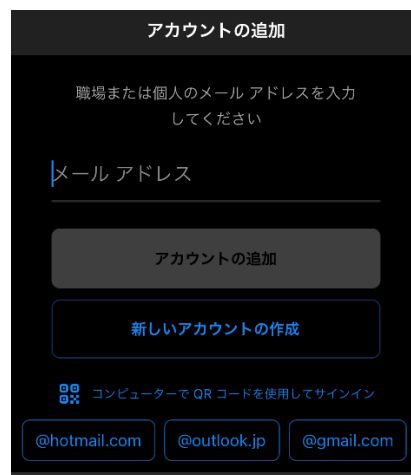 アカウントの追加
職場または個人のメール アドレスを入力
してください
メール アドレス
アカウントの追加
新しいアカウントの作成
コンピューターで QR コードを使用してサインイン
@hotmail.com @outlook.jp @gmail.com